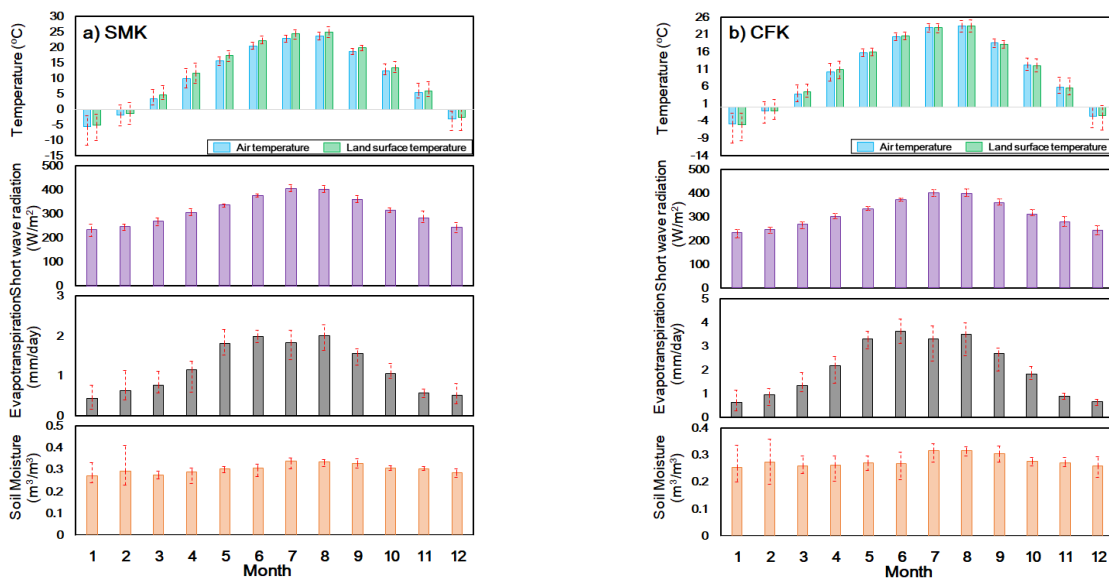 a) SMK
Temperature (°C)
30
25
20
15
10
5
0
-5
-10
-15
Air temperature
Land surface temperature
Short wave radiation
(W/m²)
500
400
300
200
100
0
Evapotranspiration
(mm/day)
3
2
1
0
Soil Moisture
(m³/m³)
0.5
0.4
0.3
0.2
0.1
0
1 2 3 4 5 6 7 8 9 10 11 12
Month
b) CFK
Temperature (°C)
26
21
16
11
6
1
-4
-9
-14
Air temperature
Land surface temperature
Short wave radiation
(W/m²)
500
400
300
200
100
0
Evapotranspiration
(mm/day)
5
4
3
2
1
0
Soil Moisture
(m³/m³)
0.4
0.3
0.2
0.1
0
1 2 3 4 5 6 7 8 9 10 11 12
Month